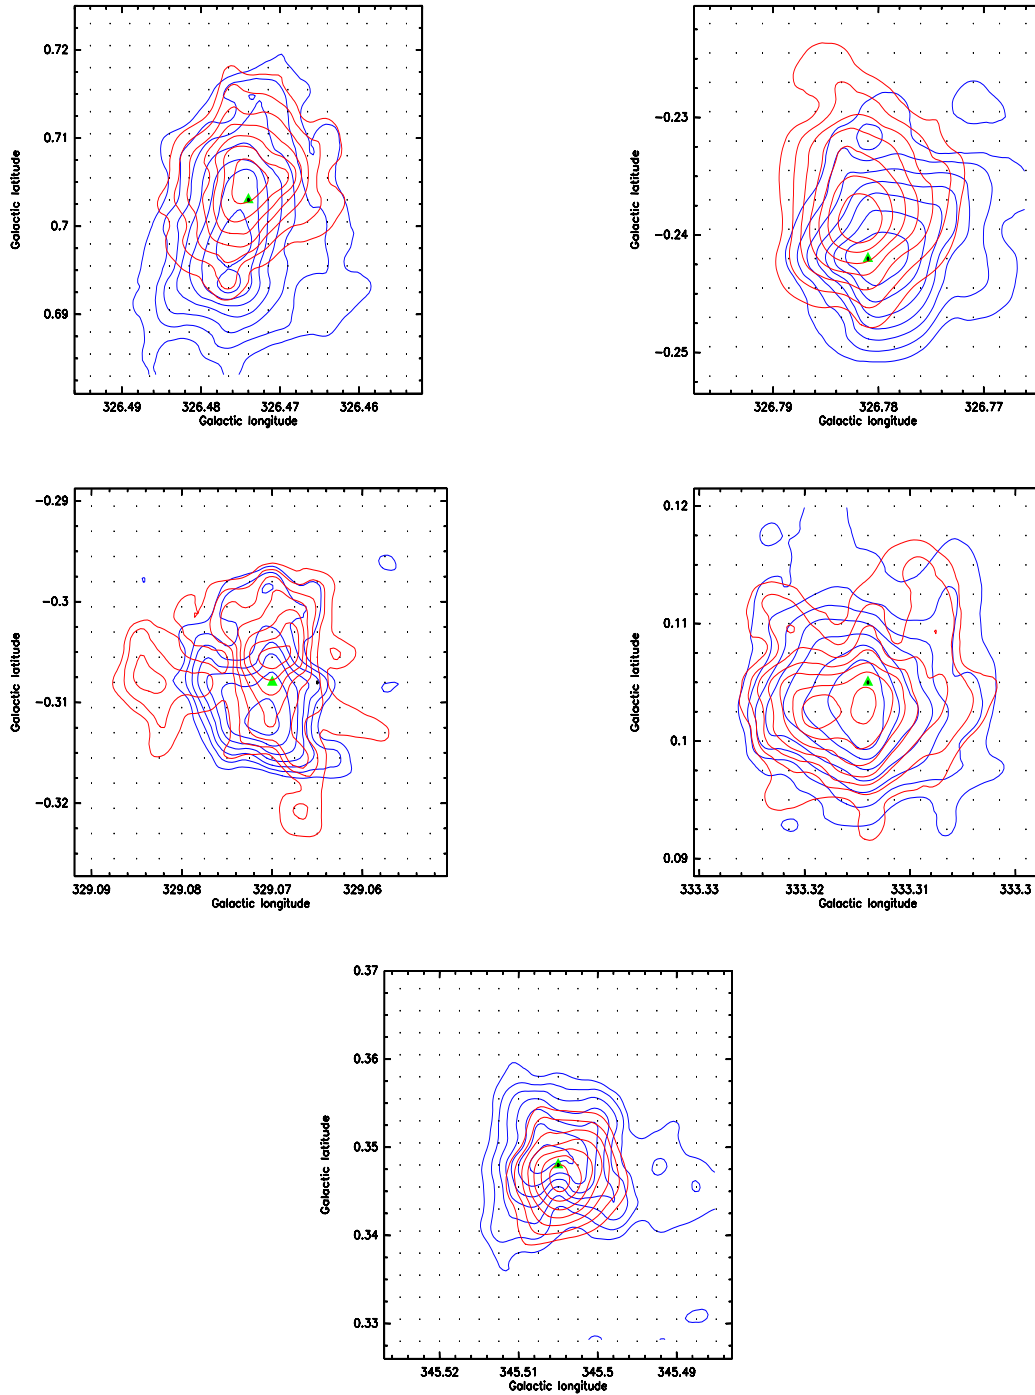 0.72
0.71
0.7
0.69
Galactic latitude
326.49 326.48 326.47 326.46
Galactic longitude
−0.23
−0.24
−0.25
Galactic latitude
326.79 326.78 326.77
Galactic longitude
−0.29
−0.3
−0.31
−0.32
Galactic latitude
329.09 329.08 329.07 329.06
Galactic longitude
0.12
0.11
0.1
0.09
Galactic latitude
333.33 333.32 333.31 333.3
Galactic longitude
0.37
0.36
0.35
0.34
0.33
Galactic latitude
345.52 345.51 345.5 345.49
Galactic longitude